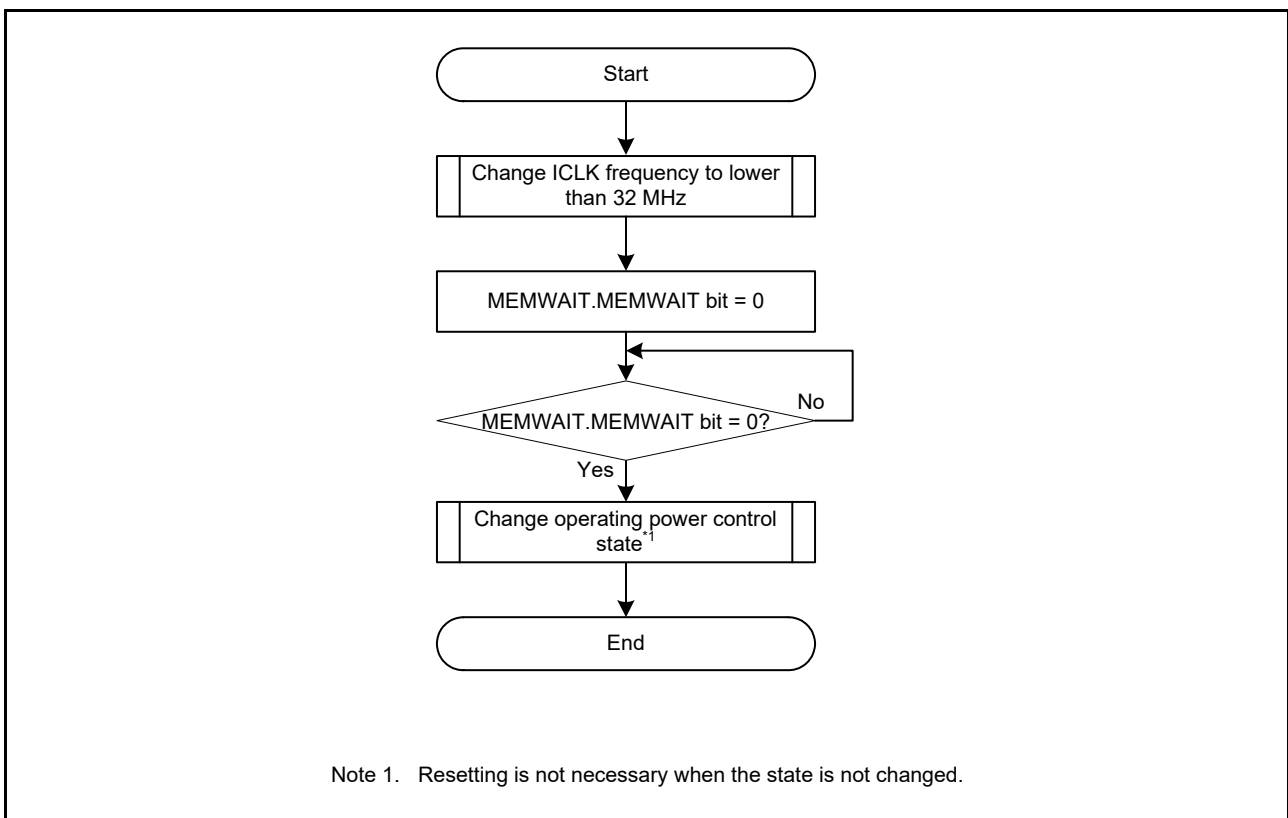 Start
Change ICLK frequency to lower
than 32 MHz
MEMWAIT.MEMWAIT bit = 0
MEMWAIT.MEMWAIT bit = 0?
No
Yes
Change operating power control
state*1
End
Note 1. Resetting is not necessary when the state is not changed.